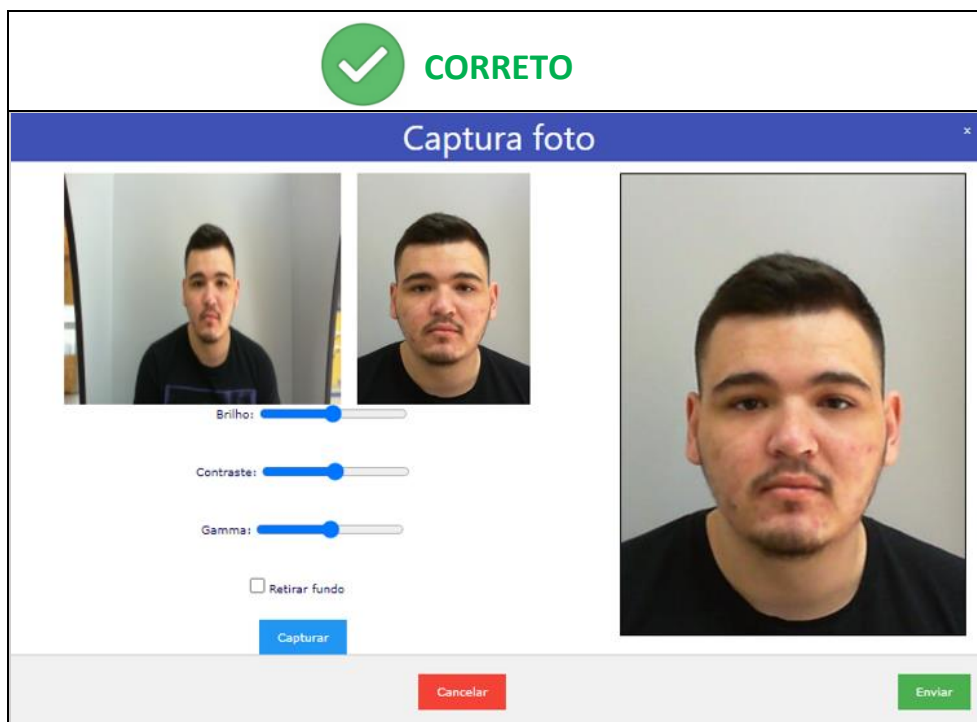 CORRETO
Captura foto
x
Brilho:
Contraste:
Gamma:
Retirar fundo
Capturar
Cancelar
Enviar